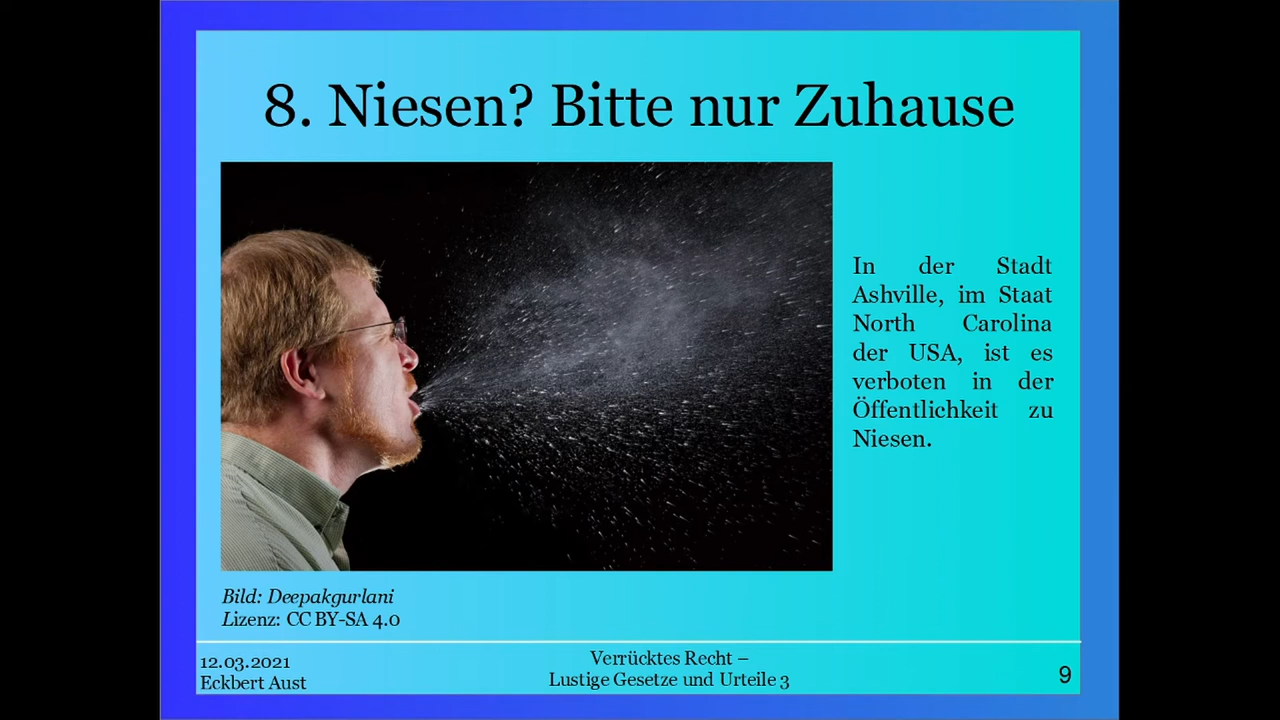 8. Niesen? Bitte nur Zuhause
In der Stadt
Ashville, im Staat
North Carolina
der USA, ist es
verboten in der
Öffentlichkeit zu
Niesen.
Bild: Deepakgurlani
Lizenz: CC BY-SA 4.0
12.03.2021
Eckbert Aust
Verrücktes Recht –
Lustige Gesetze und Urteile 3
9